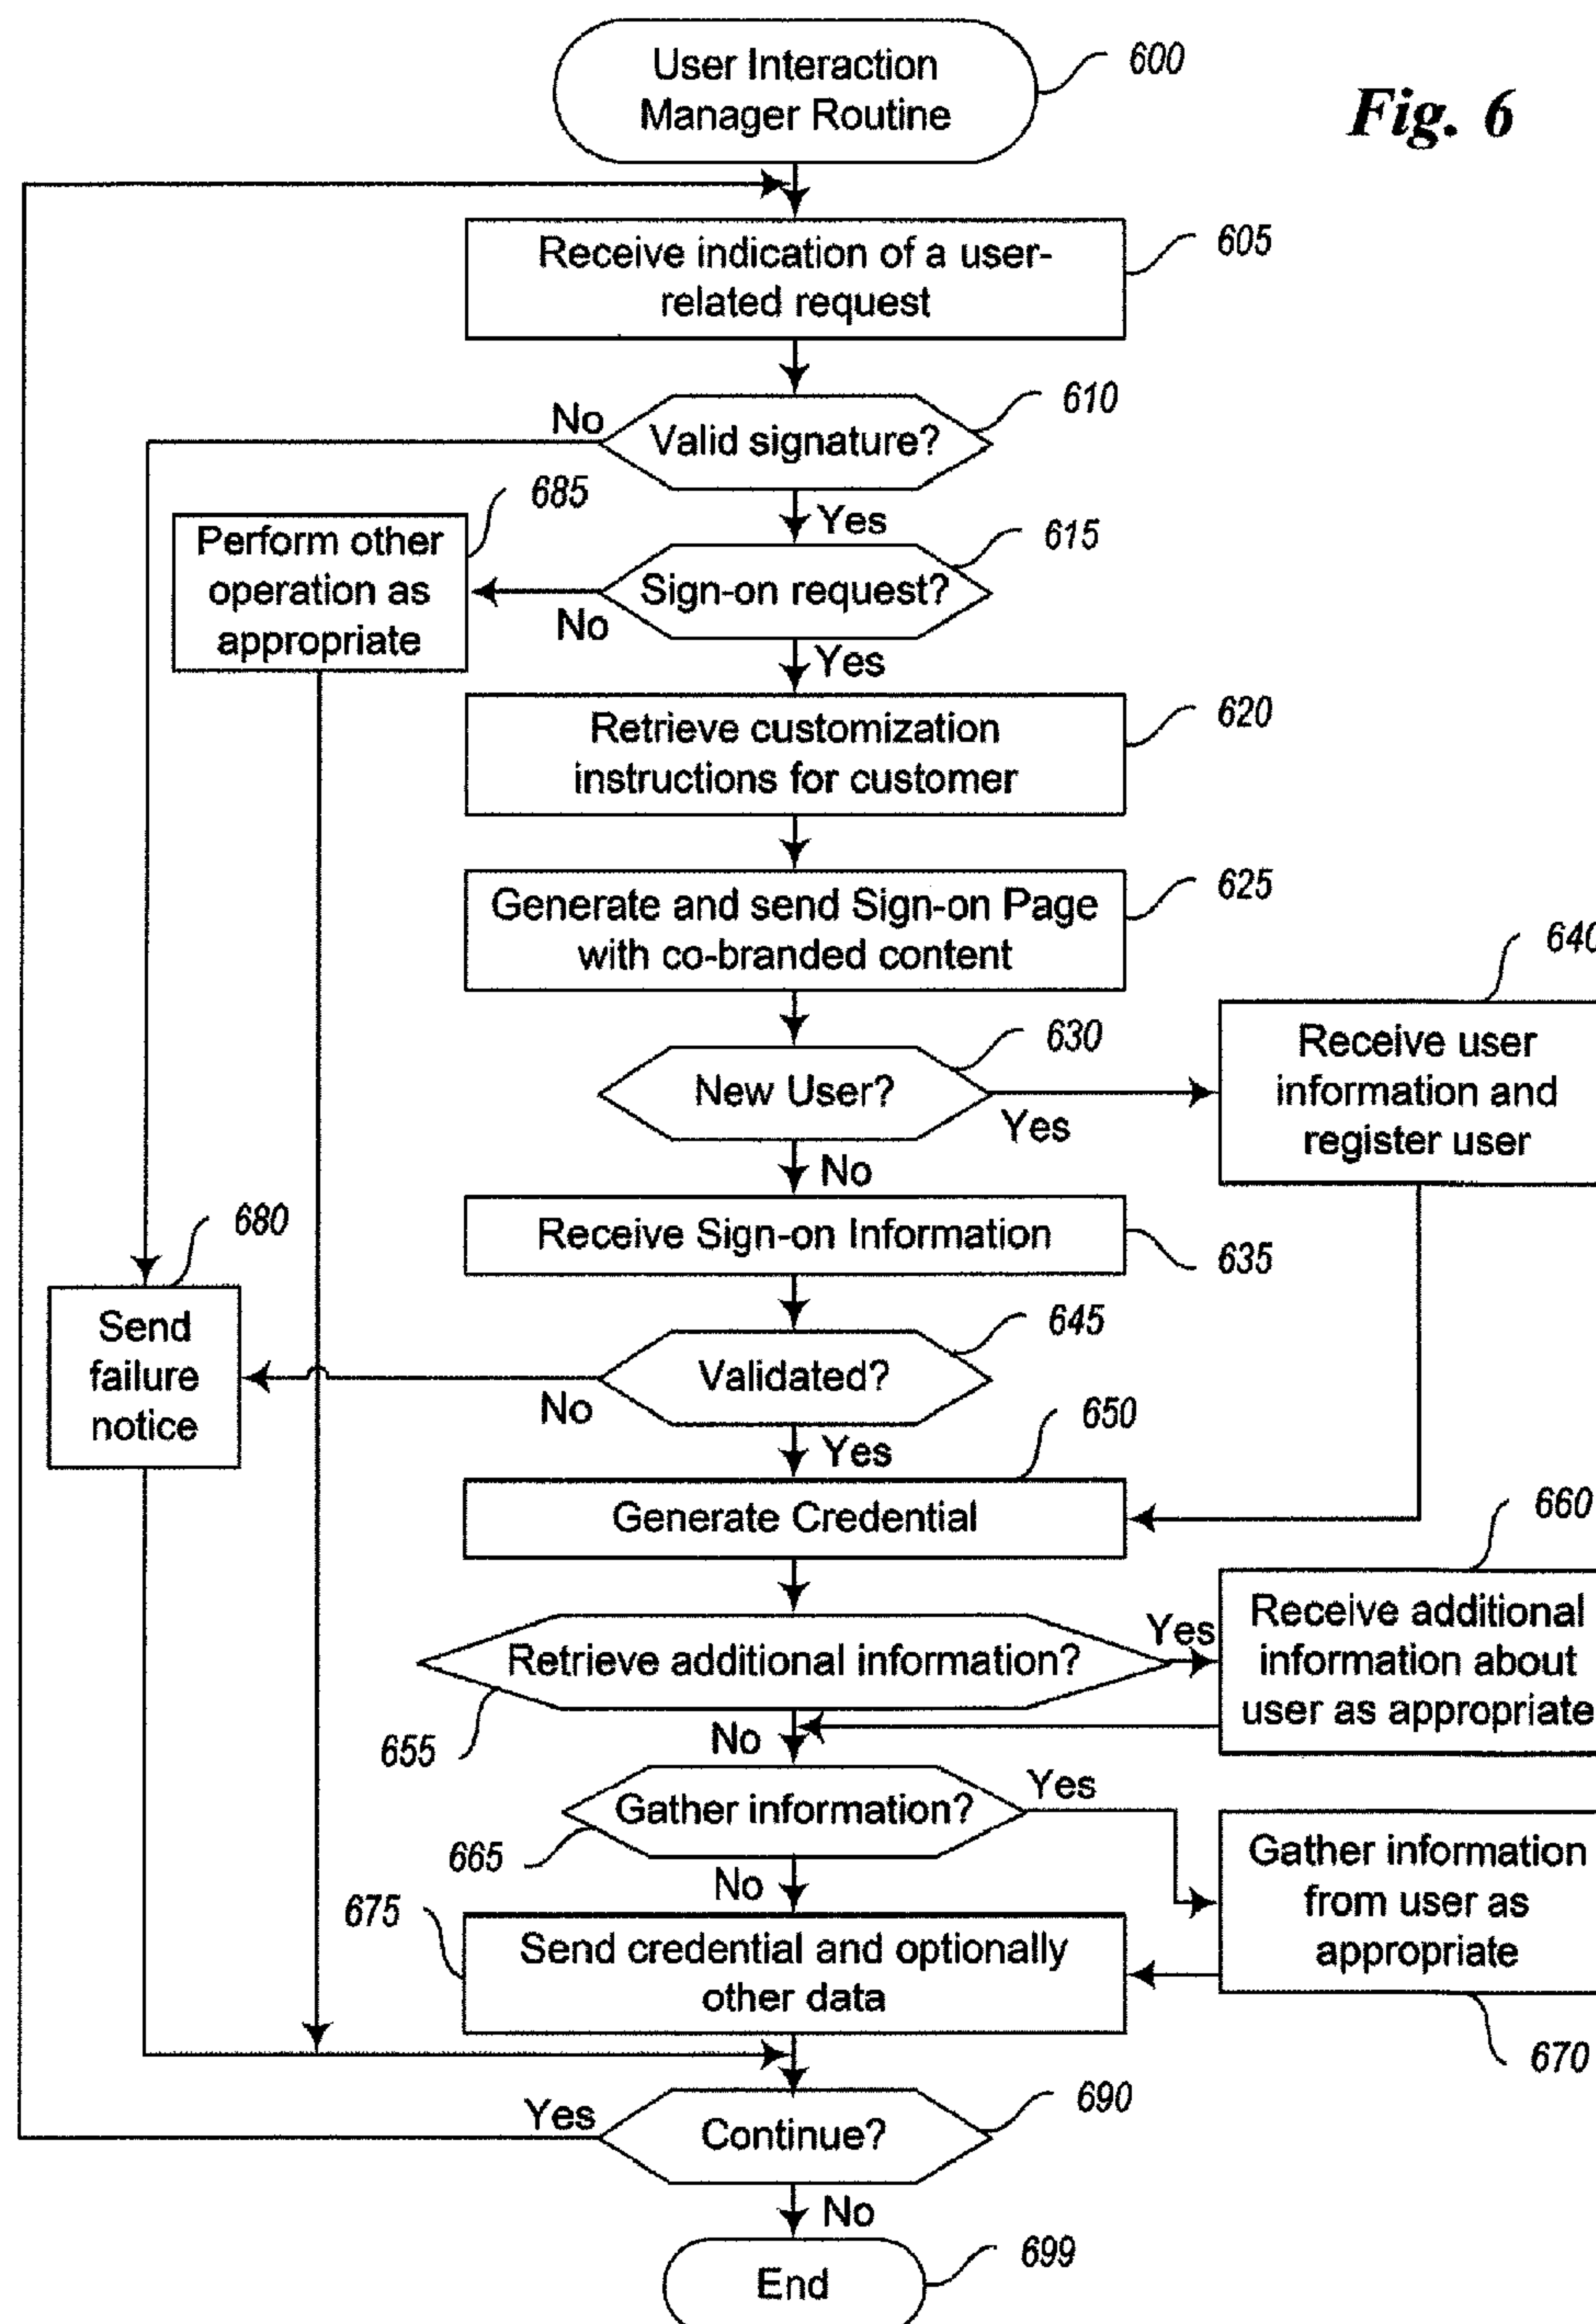 User Interaction
Manager Routine
600
Fig. 6
Receive indication of a user-
related request
605
Valid signature?
610
No
Yes
Perform other
operation as
appropriate
685
Sign-on request?
615
No
Yes
Retrieve customization
instructions for customer
620
Generate and send Sign-on Page
with co-branded content
625
New User?
630
Yes
No
Receive user
information and
register user
640
Receive Sign-on Information
635
Send
failure
notice
680
Validated?
645
No
Yes
Generate Credential
650
Retrieve additional information?
655
Yes
No
Receive additional
information about
user as appropriate
660
Gather information?
665
Yes
No
Gather information
from user as
appropriate
670
Send credential and optionally
other data
675
Continue?
690
Yes
No
End
699